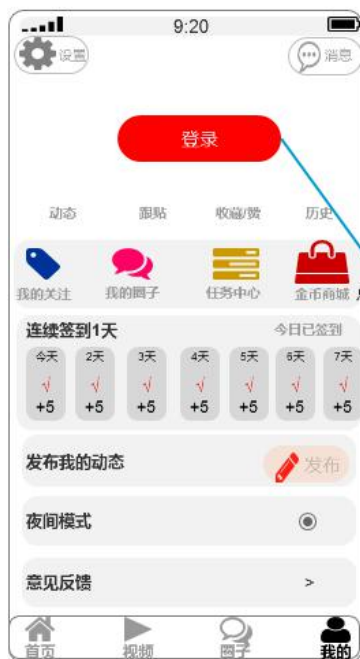 9:20
设置
消息
登录
动态 跟贴 收藏/赞 历史
我的关注 我的圈子 任务中心 金币商城
连续签到1天 今日已签到
今天 2天 3天 4天 5天 6天 7天
√ √ √ √ √ √ √
+5 +5 +5 +5 +5 +5 +5
发布我的动态 发布
夜间模式
意见反馈 >
首页 视频 圈子 我的